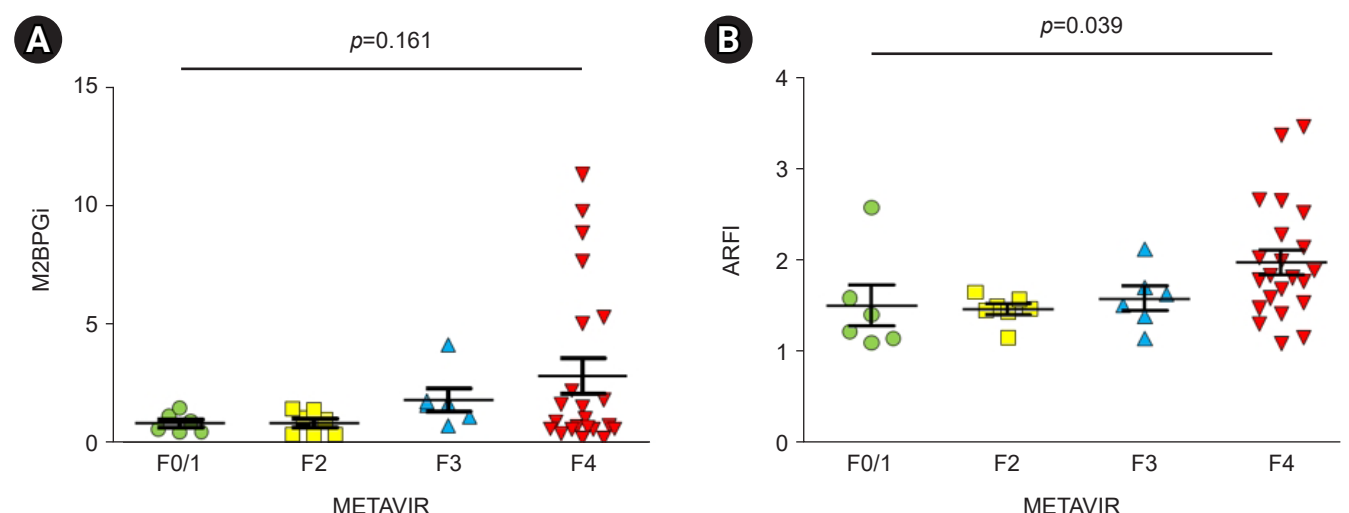 A
p=0.161
M2BPGi
15
10
5
0
F0/1 F2 F3 F4
METAVIR
B
p=0.039
ARFI
4
3
2
1
0
F0/1 F2 F3 F4
METAVIR